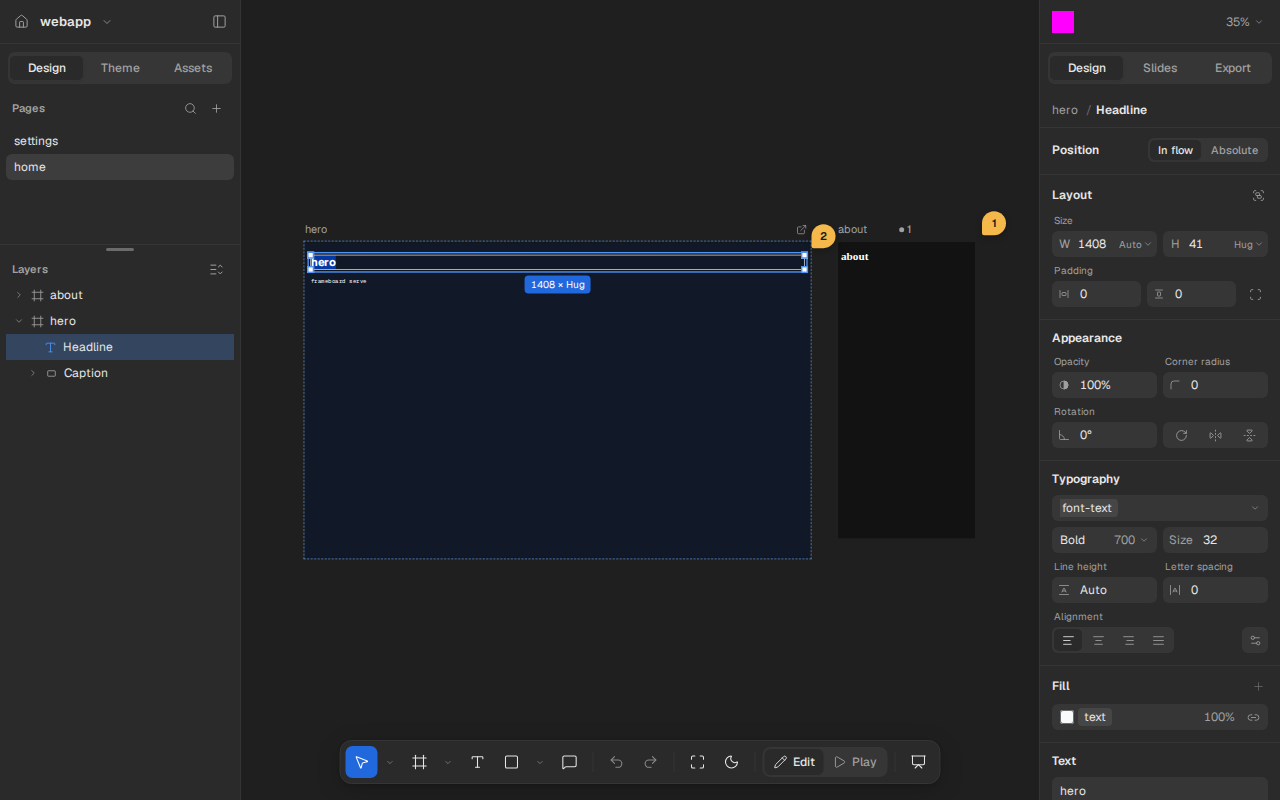 webapp
35%
Design Theme Assets
Design Slides Export
Pages
settings
home
hero / Headline
Position In flow Absolute
Layout
Size
W 1408 Auto H 41 Hug
Padding
0 0
Layers
about
hero
Headline
Caption
hero
2
about 1
1
hero
frameboard serve
1408 × Hug
about
Appearance
Opacity Corner radius
100% 0
Rotation
0°
Typography
font-text
Bold 700 Size 32
Line height Letter spacing
Auto 0
Alignment
Fill
text 100%
Text
hero
Edit Play